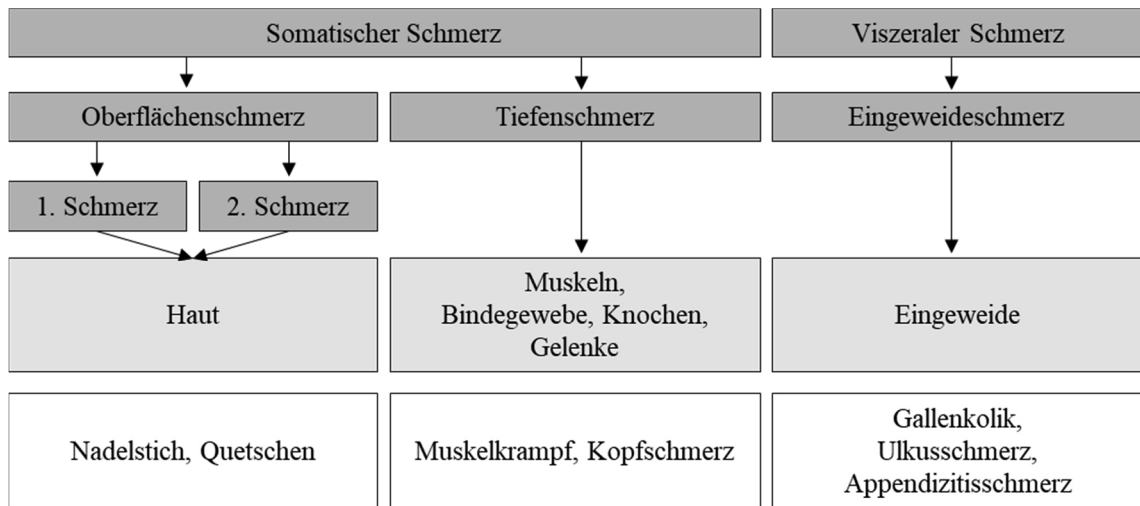 Somatischer Schmerz
Viszeraler Schmerz
Oberflächenschmerz
Tiefenschmerz
Eingeweideschmerz
1. Schmerz
2. Schmerz
Haut
Muskeln,
Bindegewebe, Knochen,
Gelenke
Eingeweide
Nadelstich, Quetschen
Muskelkrampf, Kopfschmerz
Gallenkolik,
Ulkusschmerz,
Appendizitisschmerz